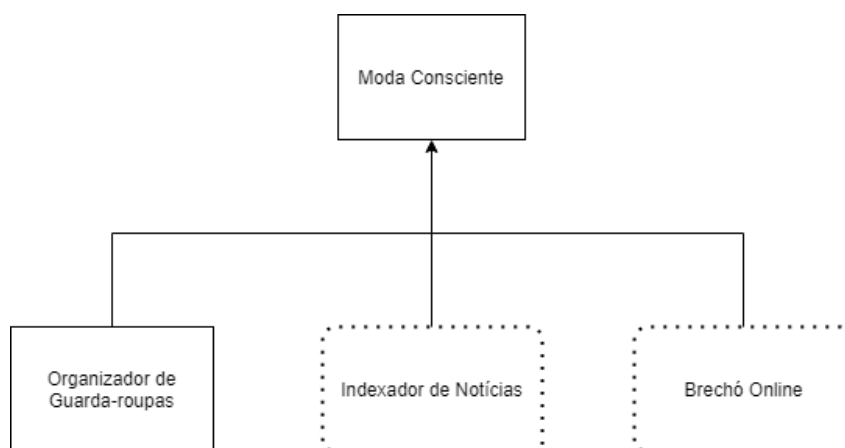 Moda Consciente
Organizador de
Guarda-roupas
Indexador de Notícias
Brechó Online